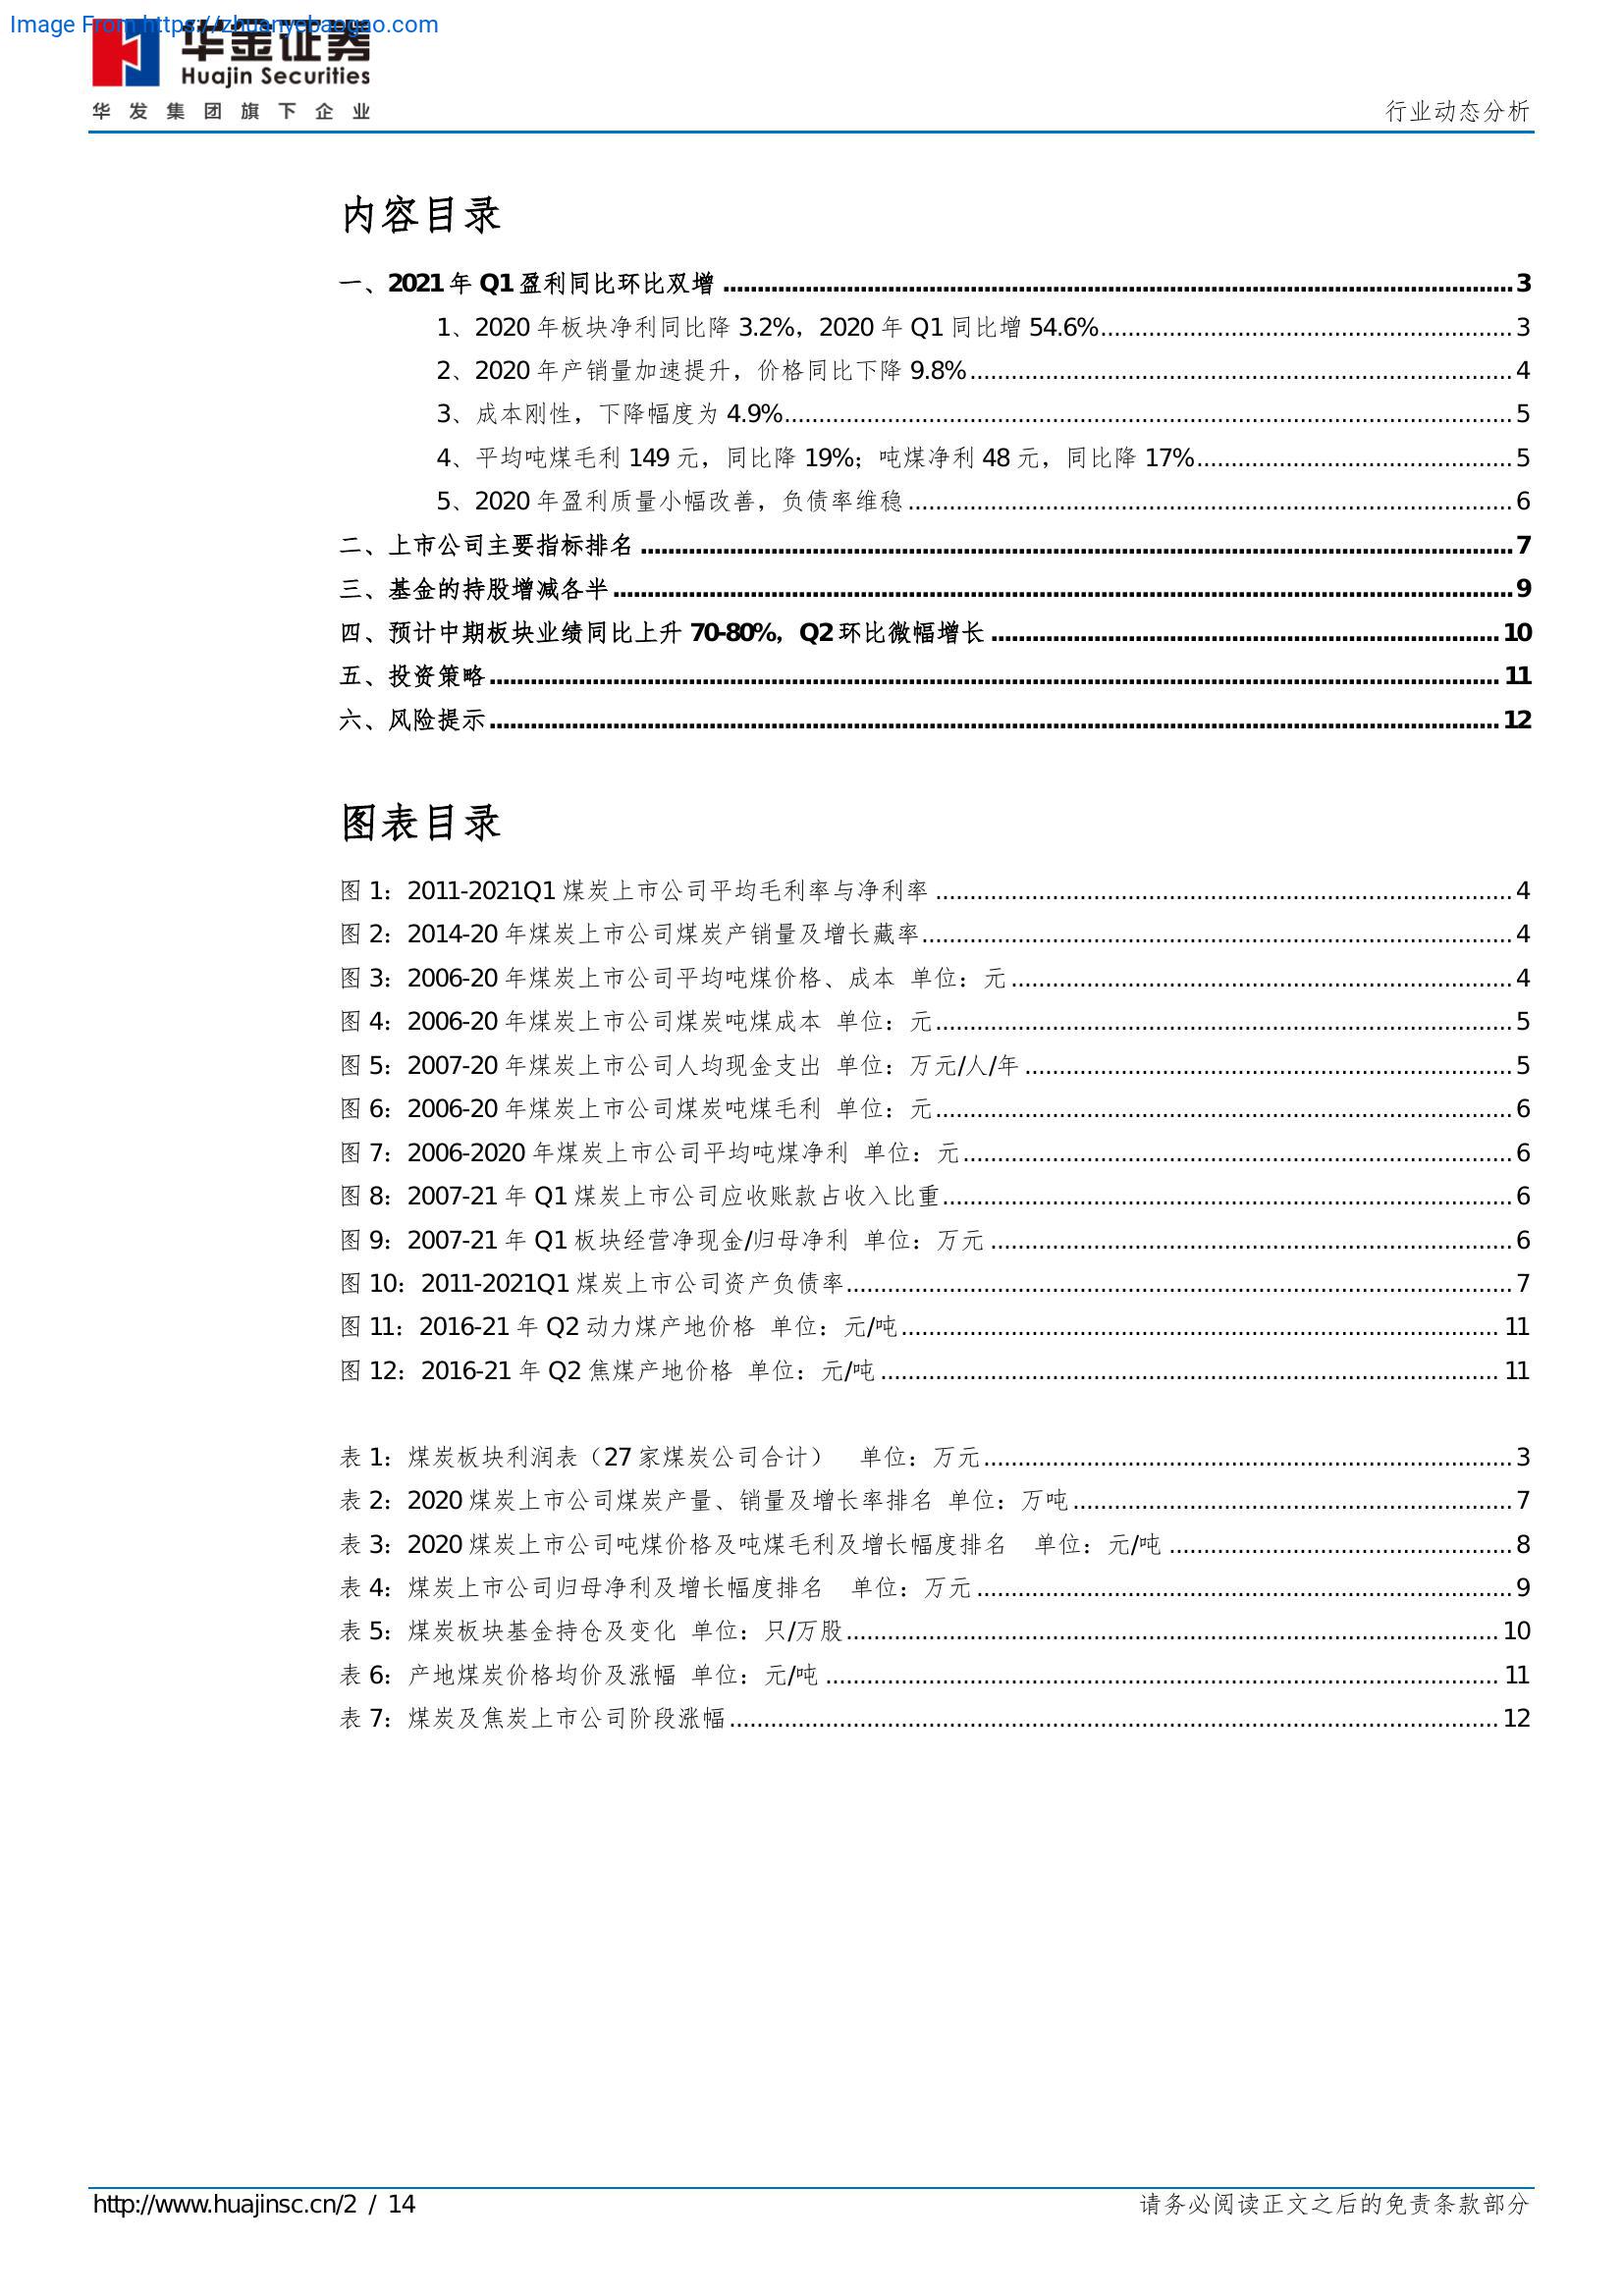 Image From https://zhuanyebaogao.com
华金证券
Huajin Securities
华发集团旗下企业
行业动态分析
内容目录
一、2021 年 Q1 盈利同比环比双增 3
1、2020 年板块净利同比降 3.2%，2020 年 Q1 同比增 54.6% 3
2、2020 年产销量加速提升，价格同比下降 9.8% 4
3、成本刚性，下降幅度为 4.9% 5
4、平均吨煤毛利 149 元，同比降 19%；吨煤净利 48 元，同比降 17% 5
5、2020 年盈利质量小幅改善，负债率维稳 6
二、上市公司主要指标排名 7
三、基金的持股增减各半 9
四、预计中期板块业绩同比上升 70-80%，Q2 环比微幅增长 10
五、投资策略 11
六、风险提示 12
图表目录
图 1：2011-2021Q1 煤炭上市公司平均毛利率与净利率 4
图 2：2014-20 年煤炭上市公司煤炭产销量及增长藏率 4
图 3：2006-20 年煤炭上市公司平均吨煤价格、成本 单位：元 4
图 4：2006-20 年煤炭上市公司煤炭吨煤成本 单位：元 5
图 5：2007-20 年煤炭上市公司人均现金支出 单位：万元/人/年 5
图 6：2006-20 年煤炭上市公司煤炭吨煤毛利 单位：元 6
图 7：2006-2020 年煤炭上市公司平均吨煤净利 单位：元 6
图 8：2007-21 年 Q1 煤炭上市公司应收账款占收入比重 6
图 9：2007-21 年 Q1 板块经营净现金/归母净利 单位：万元 6
图 10：2011-2021Q1 煤炭上市公司资产负债率 7
图 11：2016-21 年 Q2 动力煤产地价格 单位：元/吨 11
图 12：2016-21 年 Q2 焦煤产地价格 单位：元/吨 11
表 1：煤炭板块利润表（27 家煤炭公司合计） 单位：万元 3
表 2：2020 煤炭上市公司煤炭产量、销量及增长率排名 单位：万吨 7
表 3：2020 煤炭上市公司吨煤价格及吨煤毛利及增长幅度排名 单位：元/吨 8
表 4：煤炭上市公司归母净利及增长幅度排名 单位：万元 9
表 5：煤炭板块基金持仓及变化 单位：只/万股 10
表 6：产地煤炭价格均价及涨幅 单位：元/吨 11
表 7：煤炭及焦炭上市公司阶段涨幅 12
http://www.huajinsc.cn/2 / 14
请务必阅读正文之后的免责条款部分